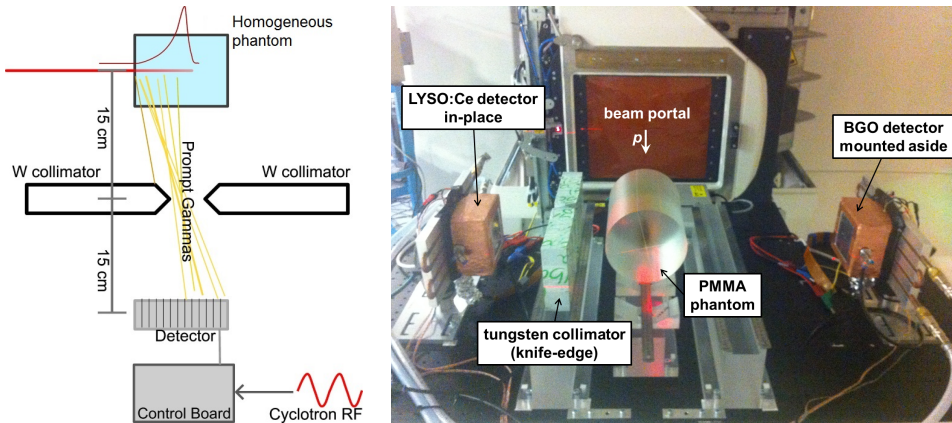 Homogeneous
phantom
15 cm
W collimator
W collimator
Prompt Gammas
15 cm
Detector
Control Board
Cyclotron RF
LYSO:Ce detector
in-place
beam portal
p
BGO detector
mounted aside
PMMA
phantom
tungsten collimator
(knife-edge)